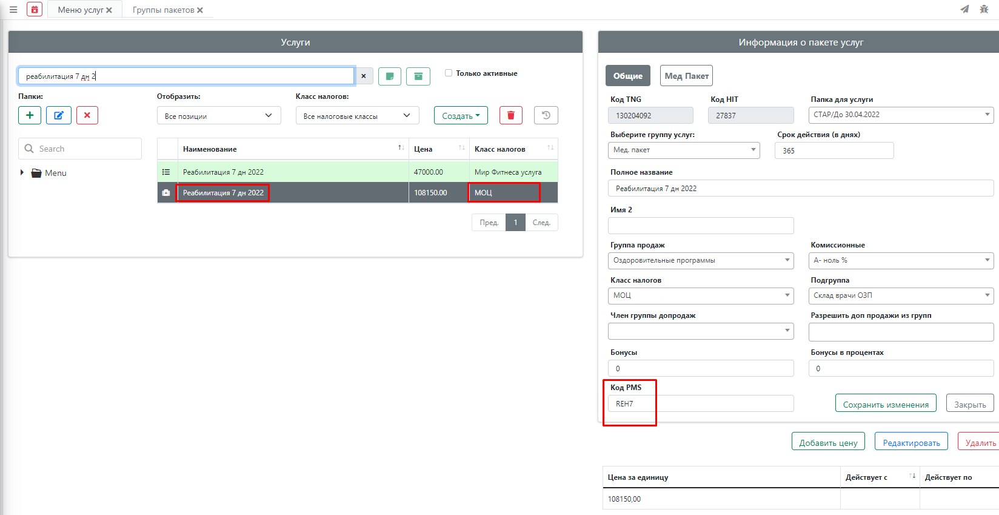 Меню услуг
Группы пакетов
Услуги
реабилитация 7 дн 2
Только активные
Папки:
Отобразить:
Класс налогов:
Все позиции
Все налоговые классы
Создать
Search
Menu
Наименование
Цена
Класс налогов
Реабилитация 7 дн 2022
47000.00
Мир Фитнеса услуга
Реабилитация 7 дн 2022
108150.00
МОЦ
Пред.
1
След.
Информация о пакете услуг
Общие
Мед Пакет
Код TNG
Код HIT
Папка для услуги
130204092
27837
СТАР/До 30.04.2022
Выберите группу услуг:
Срок действия (в днях)
Мед. пакет
365
Полное название
Реабилитация 7 дн 2022
Имя 2
Группа продаж
Комиссионные
Оздоровительные программы
А- ноль %
Класс налогов
Подгруппа
МОЦ
Склад врачи ОЗП
Член группы допродаж
Разрешить доп продажи из групп
Бонусы
Бонусы в процентах
0
0
Код PMS
REH7
Сохранить изменения
Закрыть
Добавить цену
Редактировать
Удалить
Цена за единицу
Действует с
Действует по
108150,00